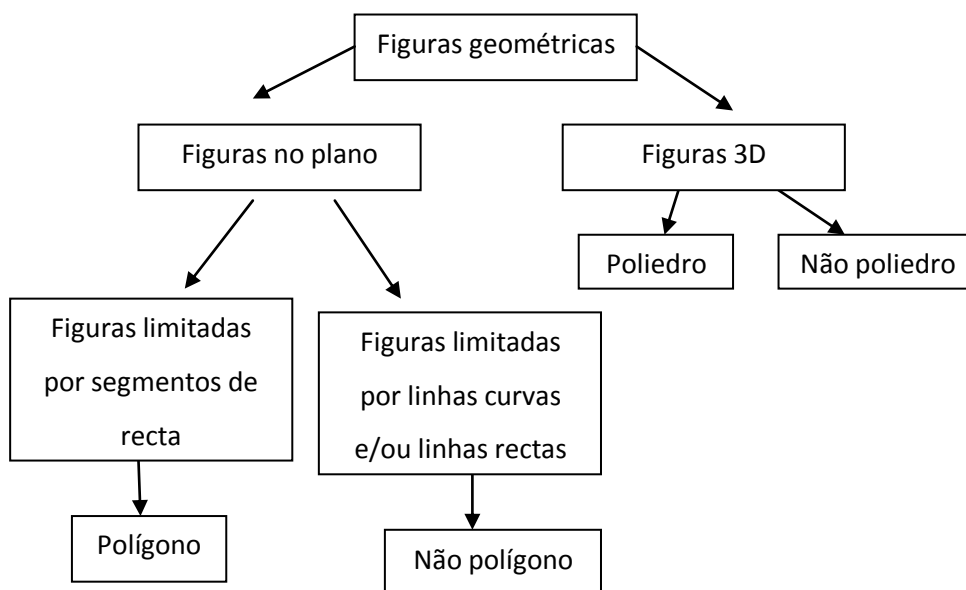 Figuras geométricas
Figuras no plano
Figuras 3D
Poliedro
Não poliedro
Figuras limitadas
por segmentos de
recta
Figuras limitadas
por linhas curvas
e/ou linhas rectas
Polígono
Não polígono